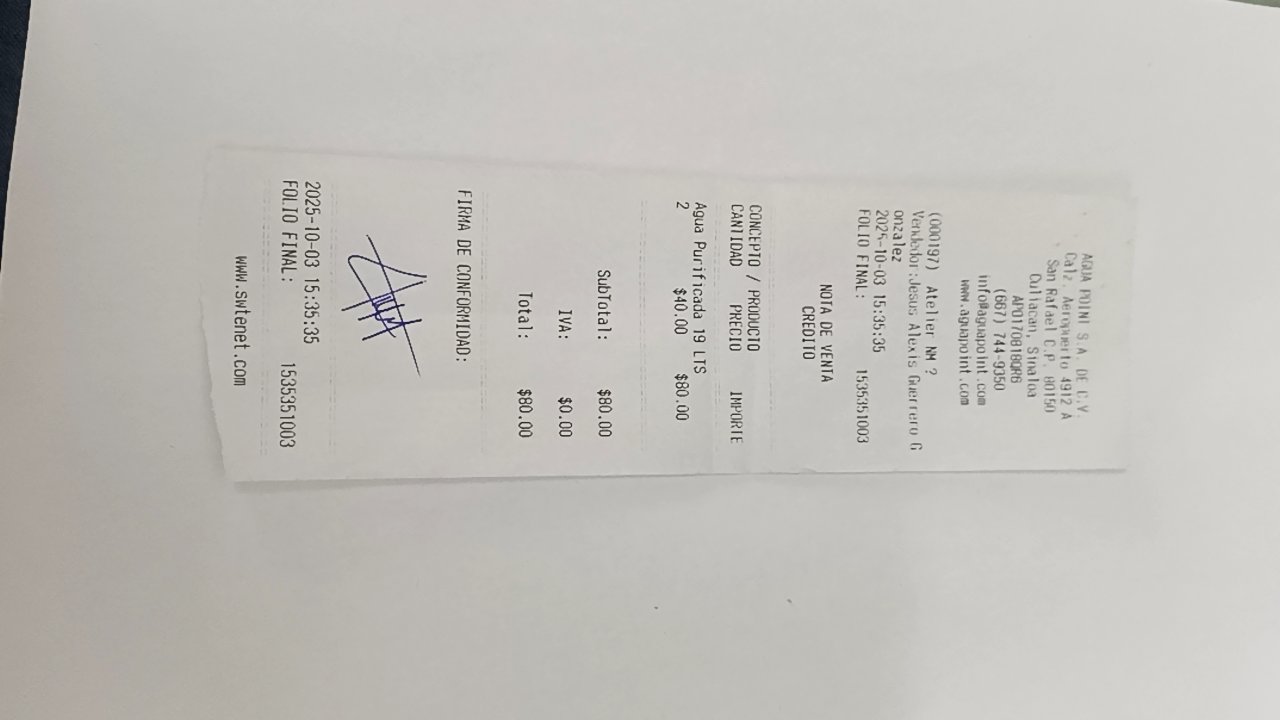 AGUA POINT S.A. DE C.V.
Calz. Aeropuerto 4912 A
San Rafael C.P. 80150
Culiacan, Sinaloa
APO170818QR6
(667) 744-9350
info@aguapoint.com
www.aguapoint.com
(000197) Atelier NM ?
Vendedor:Jesus Alexis Guerrero G
onzalez
2025-10-03 15:35:35
FOLIO FINAL: 1535351003
NOTA DE VENTA
CREDITO
CONCEPTO / PRODUCTO
CANTIDAD PRECIO IMPORTE
Agua Purificada 19 LTS
2 $40.00 $80.00
SubTotal: $80.00
IVA: $0.00
Total: $80.00
FIRMA DE CONFORMIDAD:
2025-10-03 15:35:35
FOLIO FINAL: 1535351003
www.swtenet.com